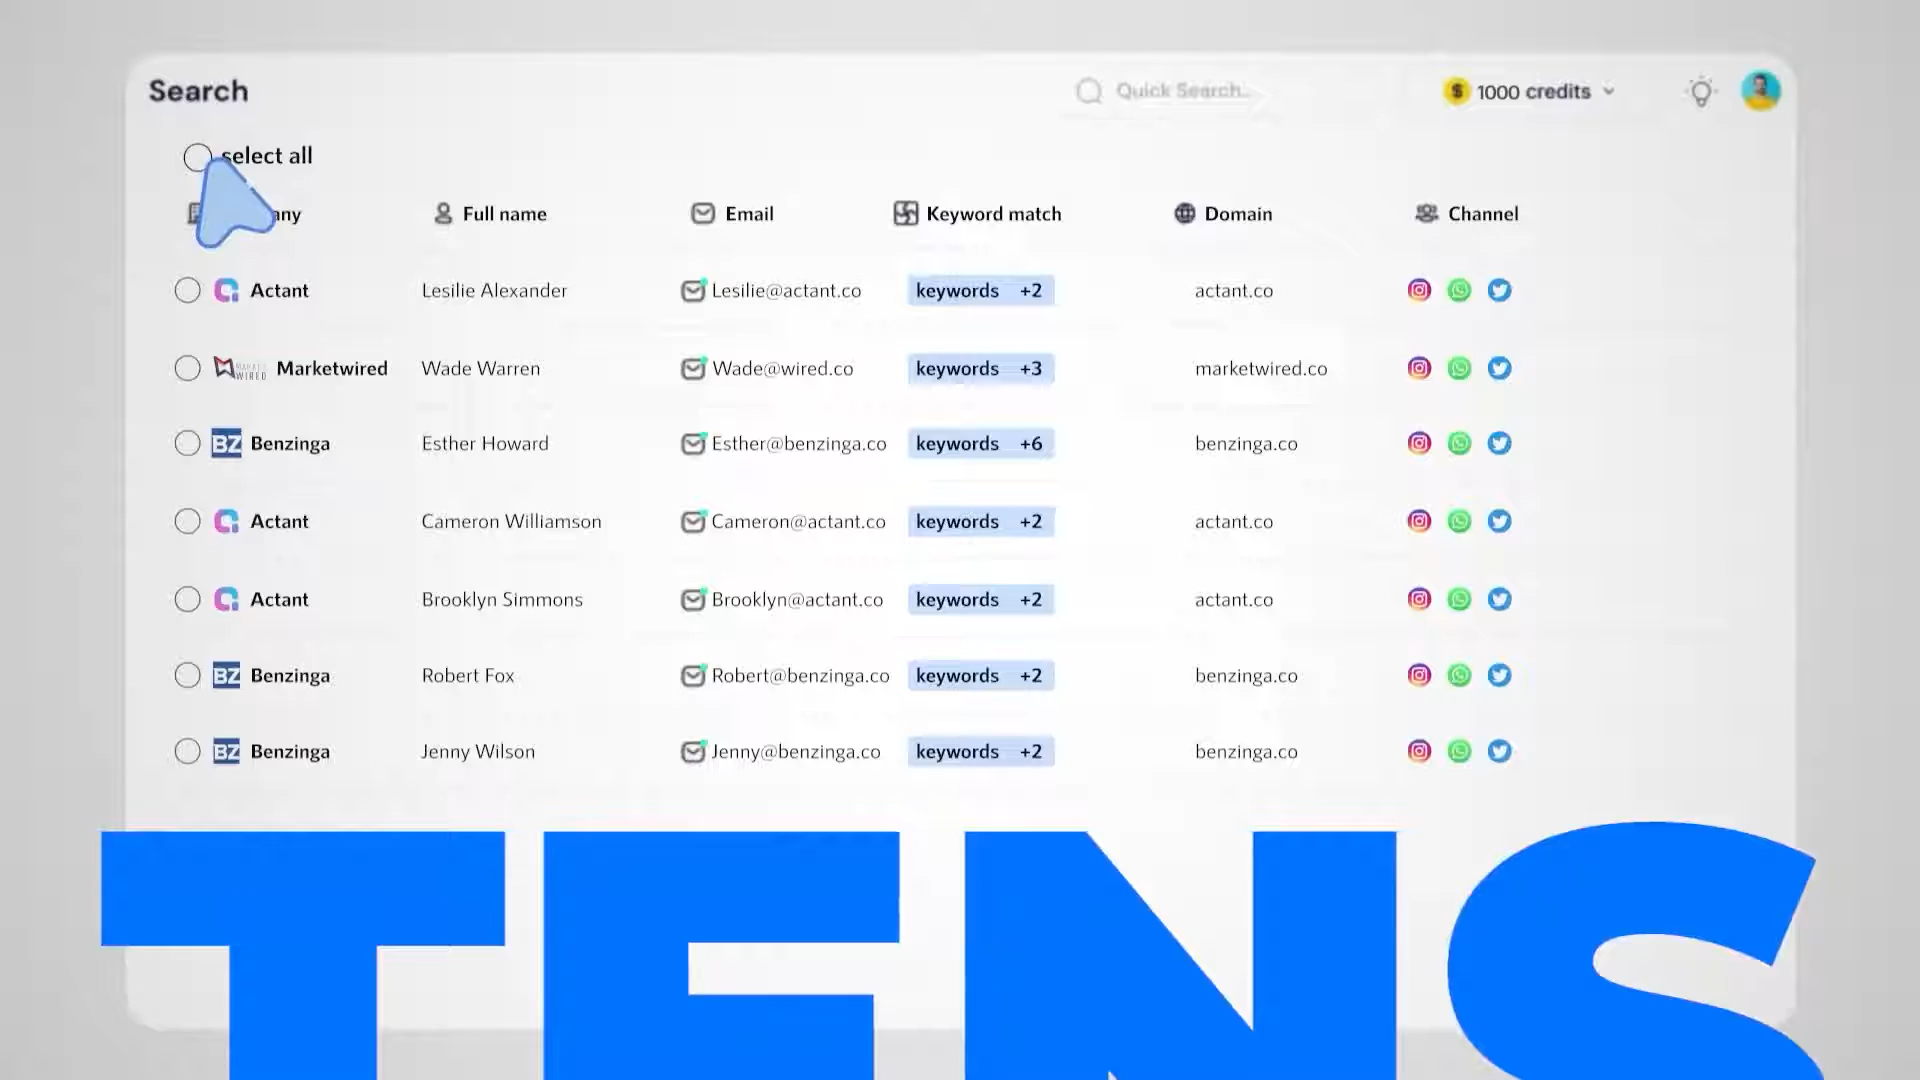 Search
Quick Search...
$ 1000 credits
select all
any Full name Email Keyword match Domain Channel
Actant Lesilie Alexander Lesilie@actant.co keywords +2 actant.co
MARKET WIRED Marketwired Wade Warren Wade@wired.co keywords +3 marketwired.co
BZ Benzinga Esther Howard Esther@benzinga.co keywords +6 benzinga.co
Actant Cameron Williamson Cameron@actant.co keywords +2 actant.co
Actant Brooklyn Simmons Brooklyn@actant.co keywords +2 actant.co
BZ Benzinga Robert Fox Robert@benzinga.co keywords +2 benzinga.co
BZ Benzinga Jenny Wilson Jenny@benzinga.co keywords +2 benzinga.co
TENS